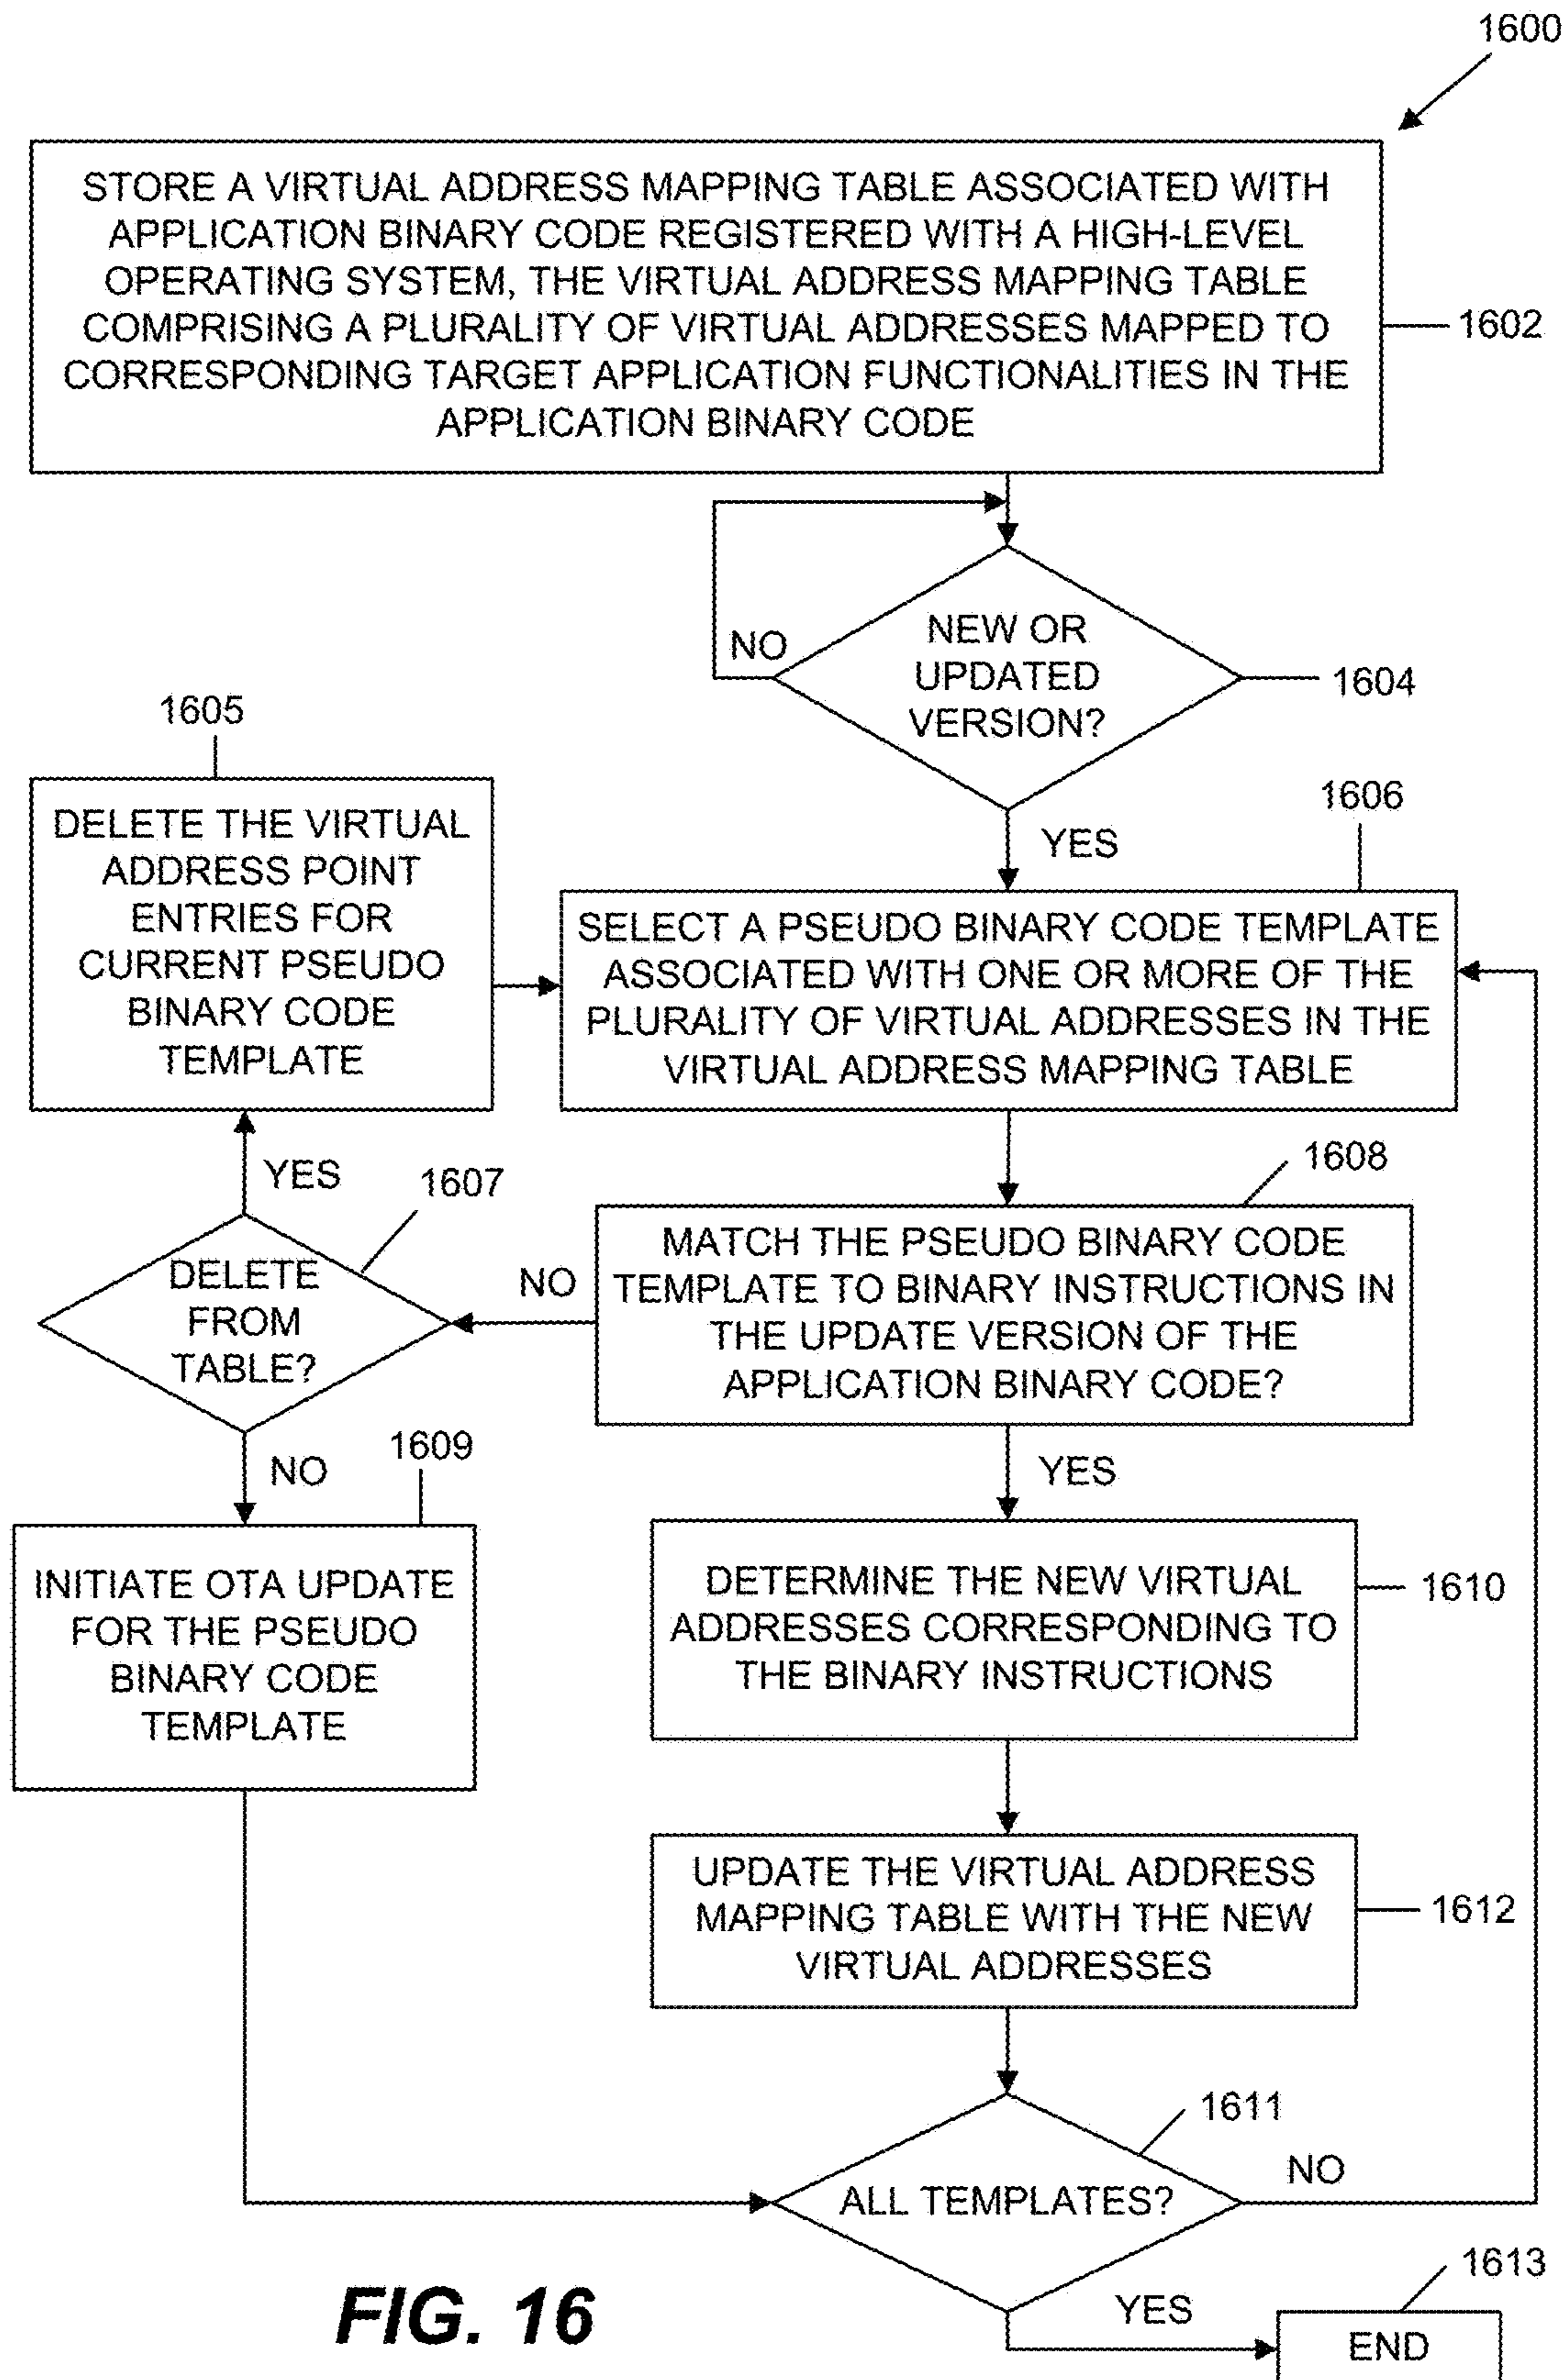 1600
STORE A VIRTUAL ADDRESS MAPPING TABLE ASSOCIATED WITH
APPLICATION BINARY CODE REGISTERED WITH A HIGH-LEVEL
OPERATING SYSTEM, THE VIRTUAL ADDRESS MAPPING TABLE
COMPRISING A PLURALITY OF VIRTUAL ADDRESSES MAPPED TO
CORRESPONDING TARGET APPLICATION FUNCTIONALITIES IN THE
APPLICATION BINARY CODE
1602
NO
NEW OR
UPDATED
VERSION?
1604
YES
1605
DELETE THE VIRTUAL
ADDRESS POINT
ENTRIES FOR
CURRENT PSEUDO
BINARY CODE
TEMPLATE
1606
SELECT A PSEUDO BINARY CODE TEMPLATE
ASSOCIATED WITH ONE OR MORE OF THE
PLURALITY OF VIRTUAL ADDRESSES IN THE
VIRTUAL ADDRESS MAPPING TABLE
YES
1607
DELETE
FROM
TABLE?
NO
1608
MATCH THE PSEUDO BINARY CODE
TEMPLATE TO BINARY INSTRUCTIONS IN
THE UPDATE VERSION OF THE
APPLICATION BINARY CODE?
NO
1609
YES
INITIATE OTA UPDATE
FOR THE PSEUDO
BINARY CODE
TEMPLATE
DETERMINE THE NEW VIRTUAL
ADDRESSES CORRESPONDING TO
THE BINARY INSTRUCTIONS
1610
UPDATE THE VIRTUAL ADDRESS
MAPPING TABLE WITH THE NEW
VIRTUAL ADDRESSES
1612
1611
ALL TEMPLATES?
NO
YES
1613
END
FIG. 16